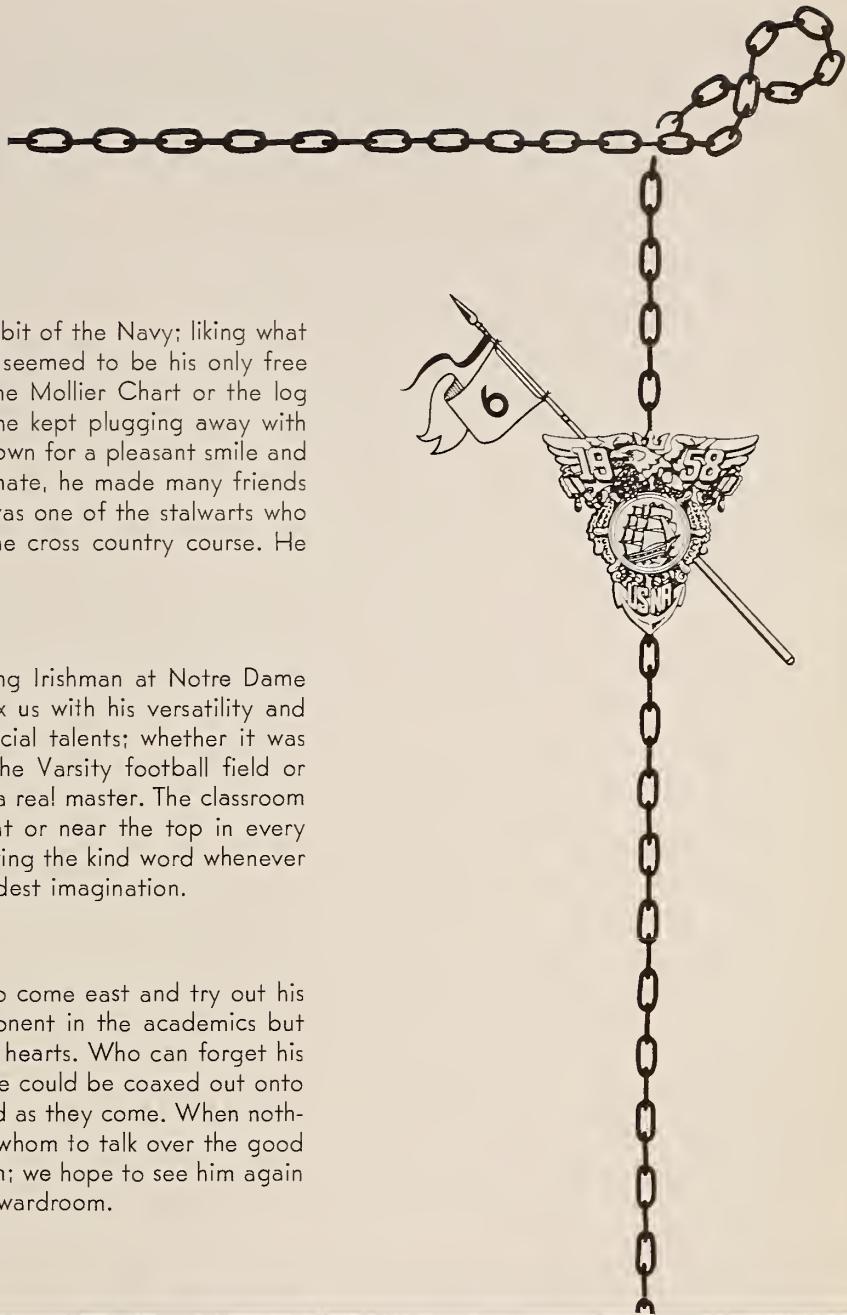 bit of the Navy; liking what
seemed to be his only free
he Mollier Chart or the log
he kept plugging away with
own for a pleasant smile and
nate, he made many friends
was one of the stalwarts who
he cross country course. He
6
19 58
USNA
ng Irishman at Notre Dame
x us with his versatility and
cial talents; whether it was
he Varsity football field or
a real master. The classroom
at or near the top in every
ring the kind word whenever
dest imagination.
o come east and try out his
onent in the academics but
hearts. Who can forget his
e could be coaxed out onto
d as they come. When noth-
whom to talk over the good
n; we hope to see him again
wardroom.